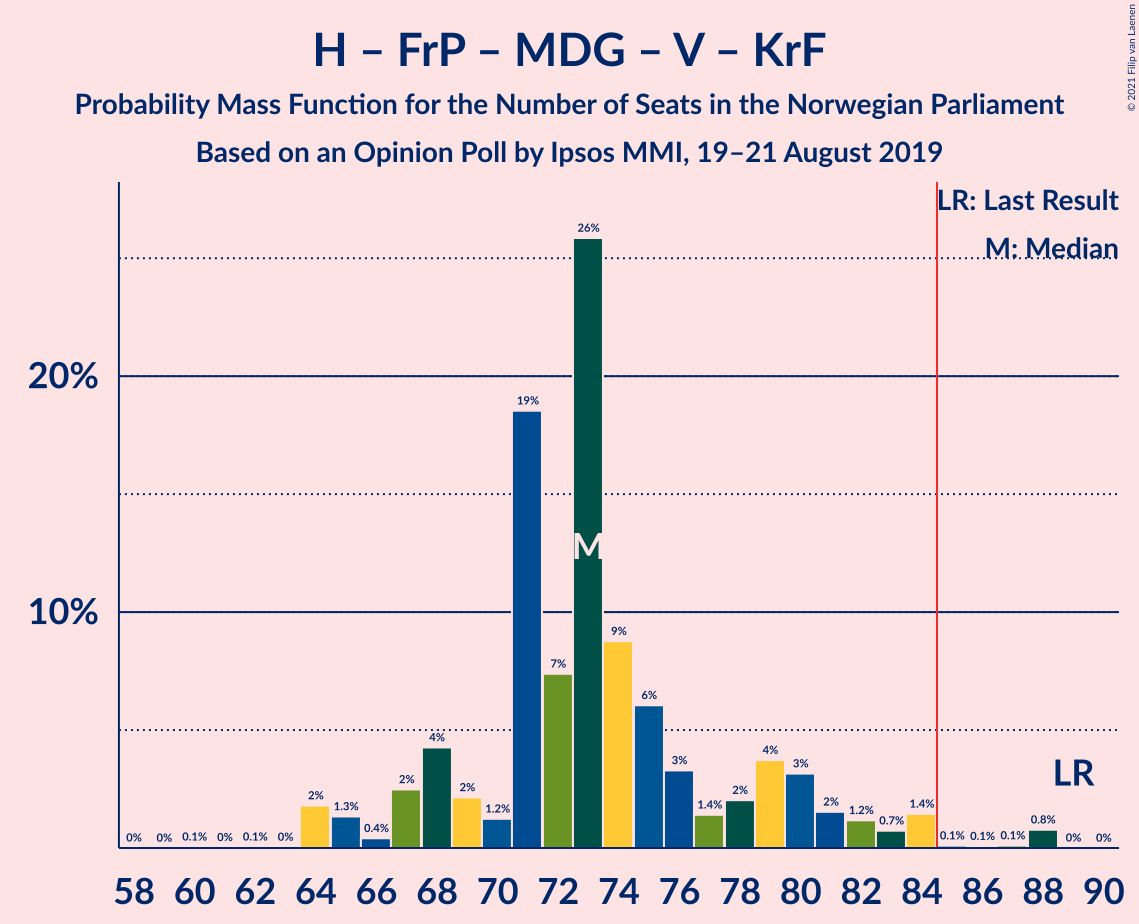 H – FrP – MDG – V – KrF
Probability Mass Function for the Number of Seats in the Norwegian Parliament
Based on an Opinion Poll by Ipsos MMI, 19–21 August 2019
© 2021 Filip van Laenen
LR: Last Result
M: Median
20%
10%
0% 0% 0.1% 0% 0.1% 0% 2% 1.3% 0.4% 2% 4% 2% 1.2% 19% 7% 26% 9% 6% 3% 1.4% 2% 4% 3% 2% 1.2% 0.7% 1.4% 0.1% 0.1% 0.1% 0.8% 0% 0%
M
LR
58 60 62 64 66 68 70 72 74 76 78 80 82 84 86 88 90